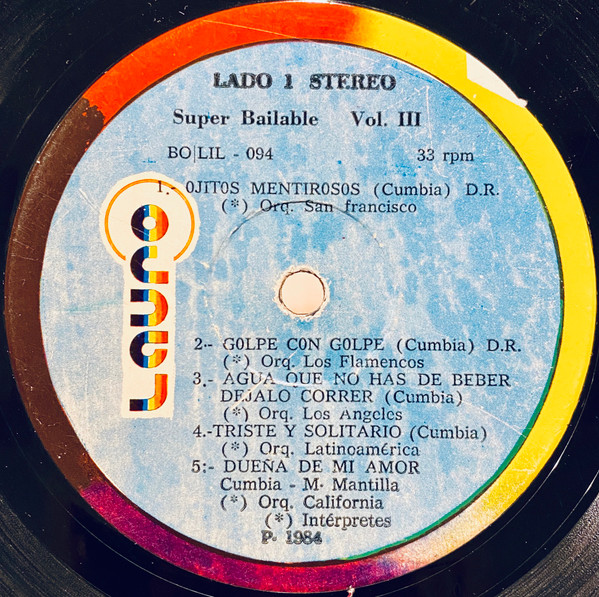 LADO 1 STEREO
Super Bailable Vol. III
BO|LIL - 094 33 rpm
1.- 0JIT0S MENTIR0S0S (Cumbia) D.R.
(*) Orq. San francisco
lauro
2.- G0LPE C0N G0LPE (Cumbia) D.R.
(*) Orq. Los Flamencos
3.- AGUA QUE NO HAS DE BEBER
DEJALO CORRER (Cumbia)
(*) Orq. Los Angeles
4.-TRISTE Y SOLITARIO (Cumbia)
(*) Orq. Latinoamérica
5:- DUEÑA DE MI AMOR
Cumbia - M. Mantilla
(*) Orq. California
(*) Intérpretes
P. 1984